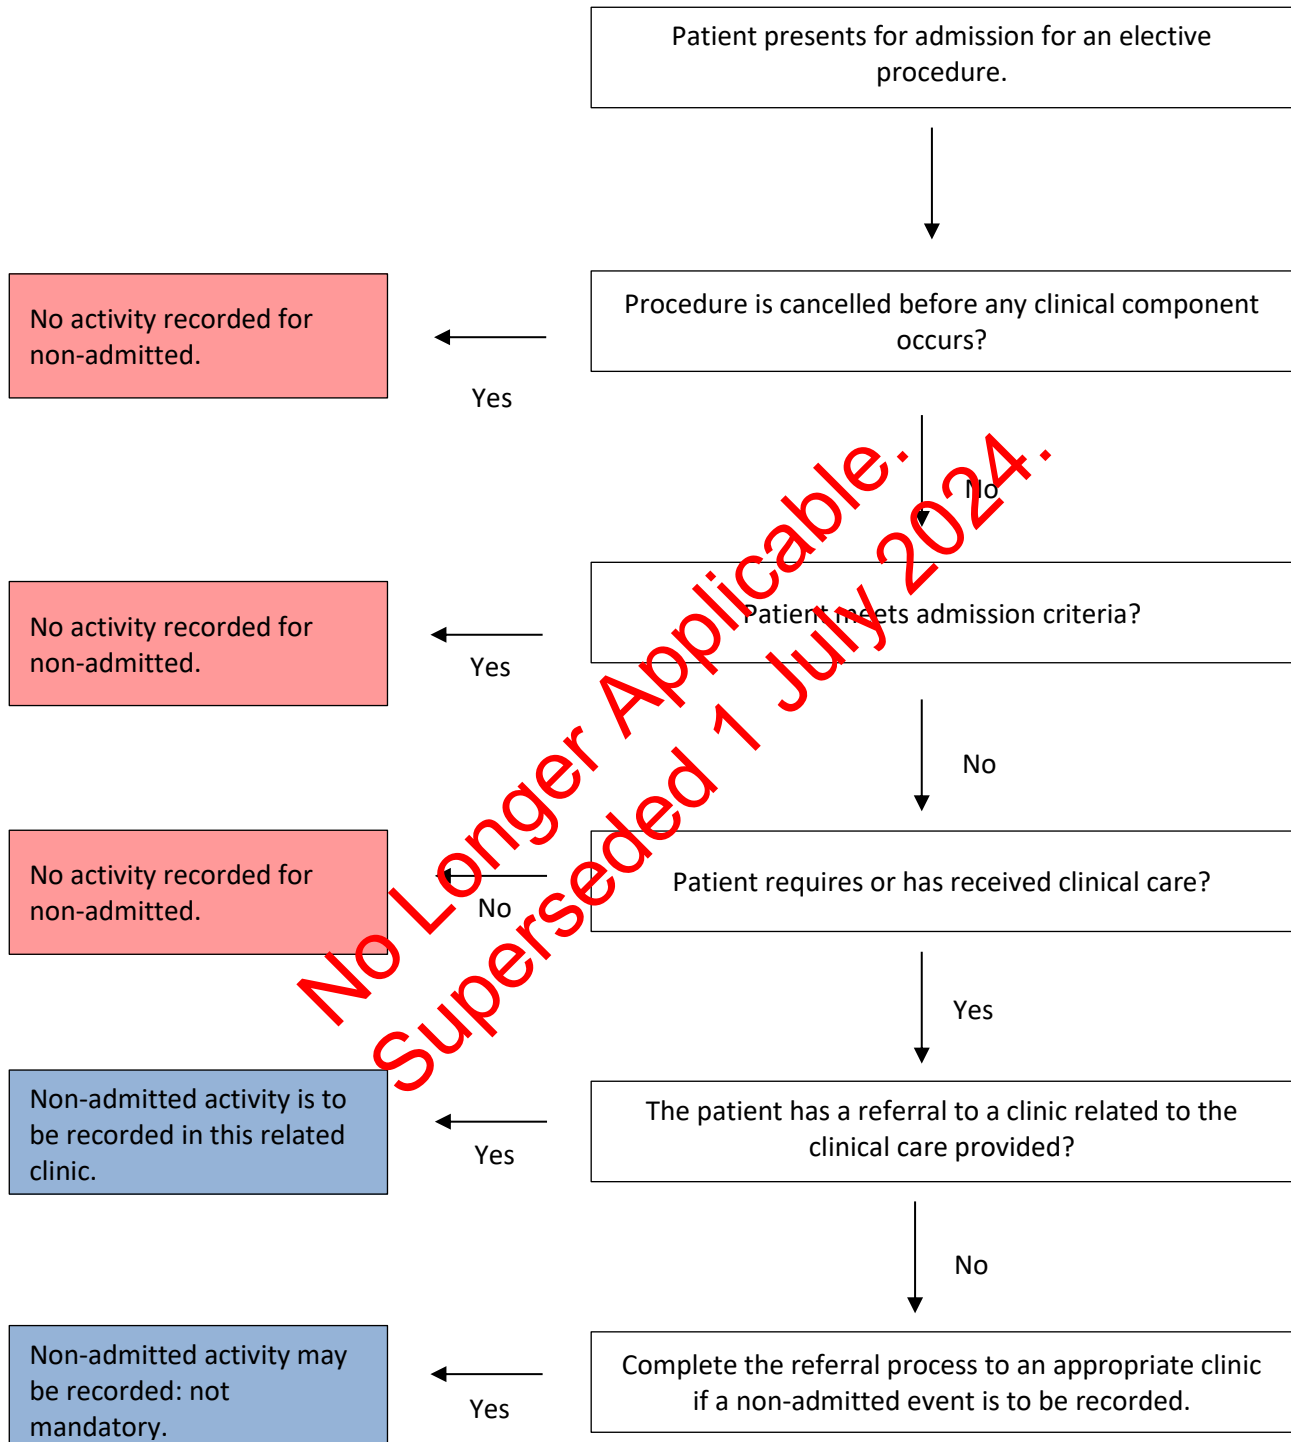 Patient presents for admission for an elective
procedure.
Procedure is cancelled before any clinical component
occurs?
No activity recorded for
non-admitted.
Yes
No
Patient meets admission criteria?
No activity recorded for
non-admitted.
Yes
No
Patient requires or has received clinical care?
No activity recorded for
non-admitted.
No
Yes
The patient has a referral to a clinic related to the
clinical care provided?
Non-admitted activity is to
be recorded in this related
clinic.
Yes
No
Complete the referral process to an appropriate clinic
if a non-admitted event is to be recorded.
Non-admitted activity may
be recorded: not
mandatory.
Yes
No Longer Applicable.
Superseded 1 July 2024.